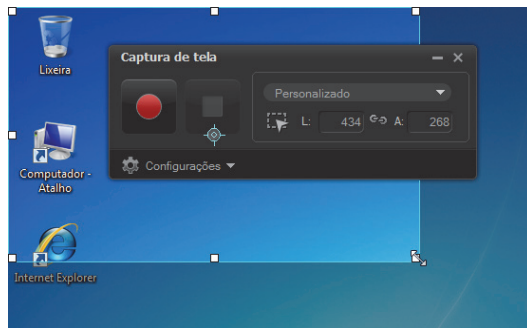 Lixeira
Captura de tela
Personalizado
L: 434 A: 268
Configurações
Computador -
Atalho
Internet Explorer